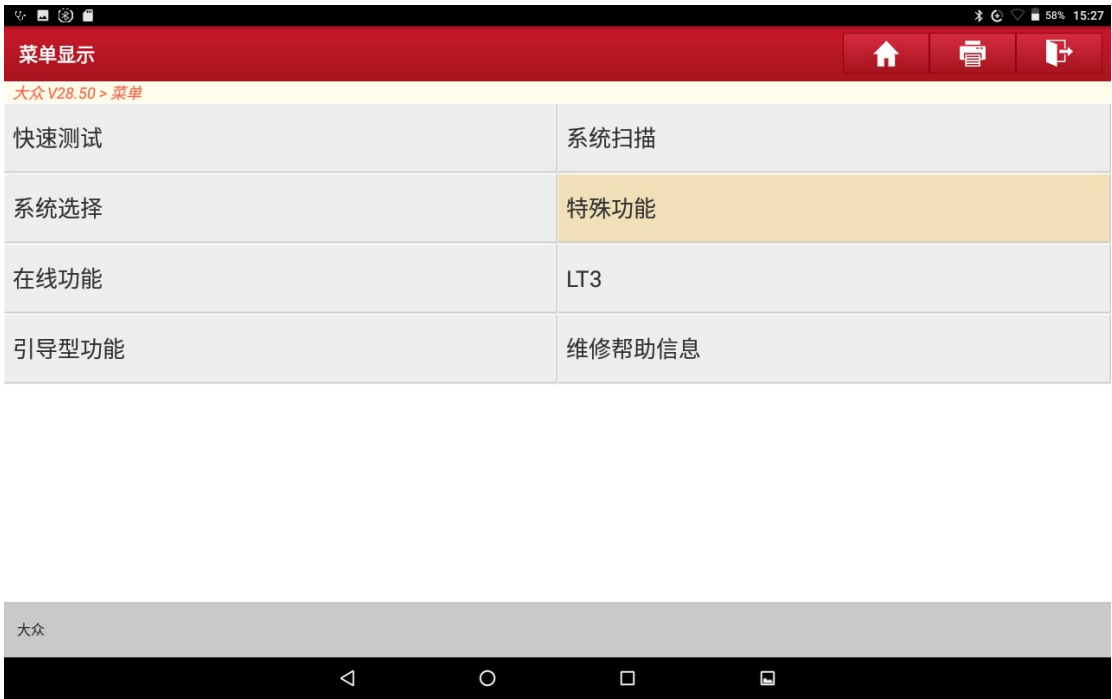 58% 15:27
菜单显示
大众 V28.50 > 菜单
快速测试
系统扫描
系统选择
特殊功能
在线功能
LT3
引导型功能
维修帮助信息
大众